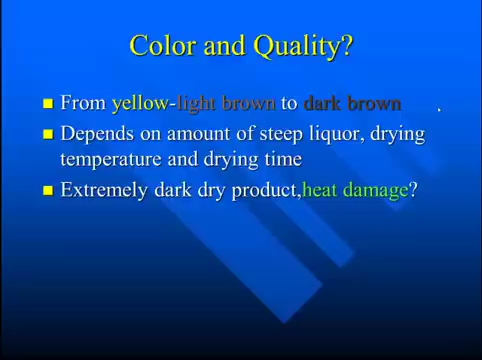 Color and Quality?
From yellow-light brown to dark brown
Depends on amount of steep liquor, drying
temperature and drying time
Extremely dark dry product,heat damage?